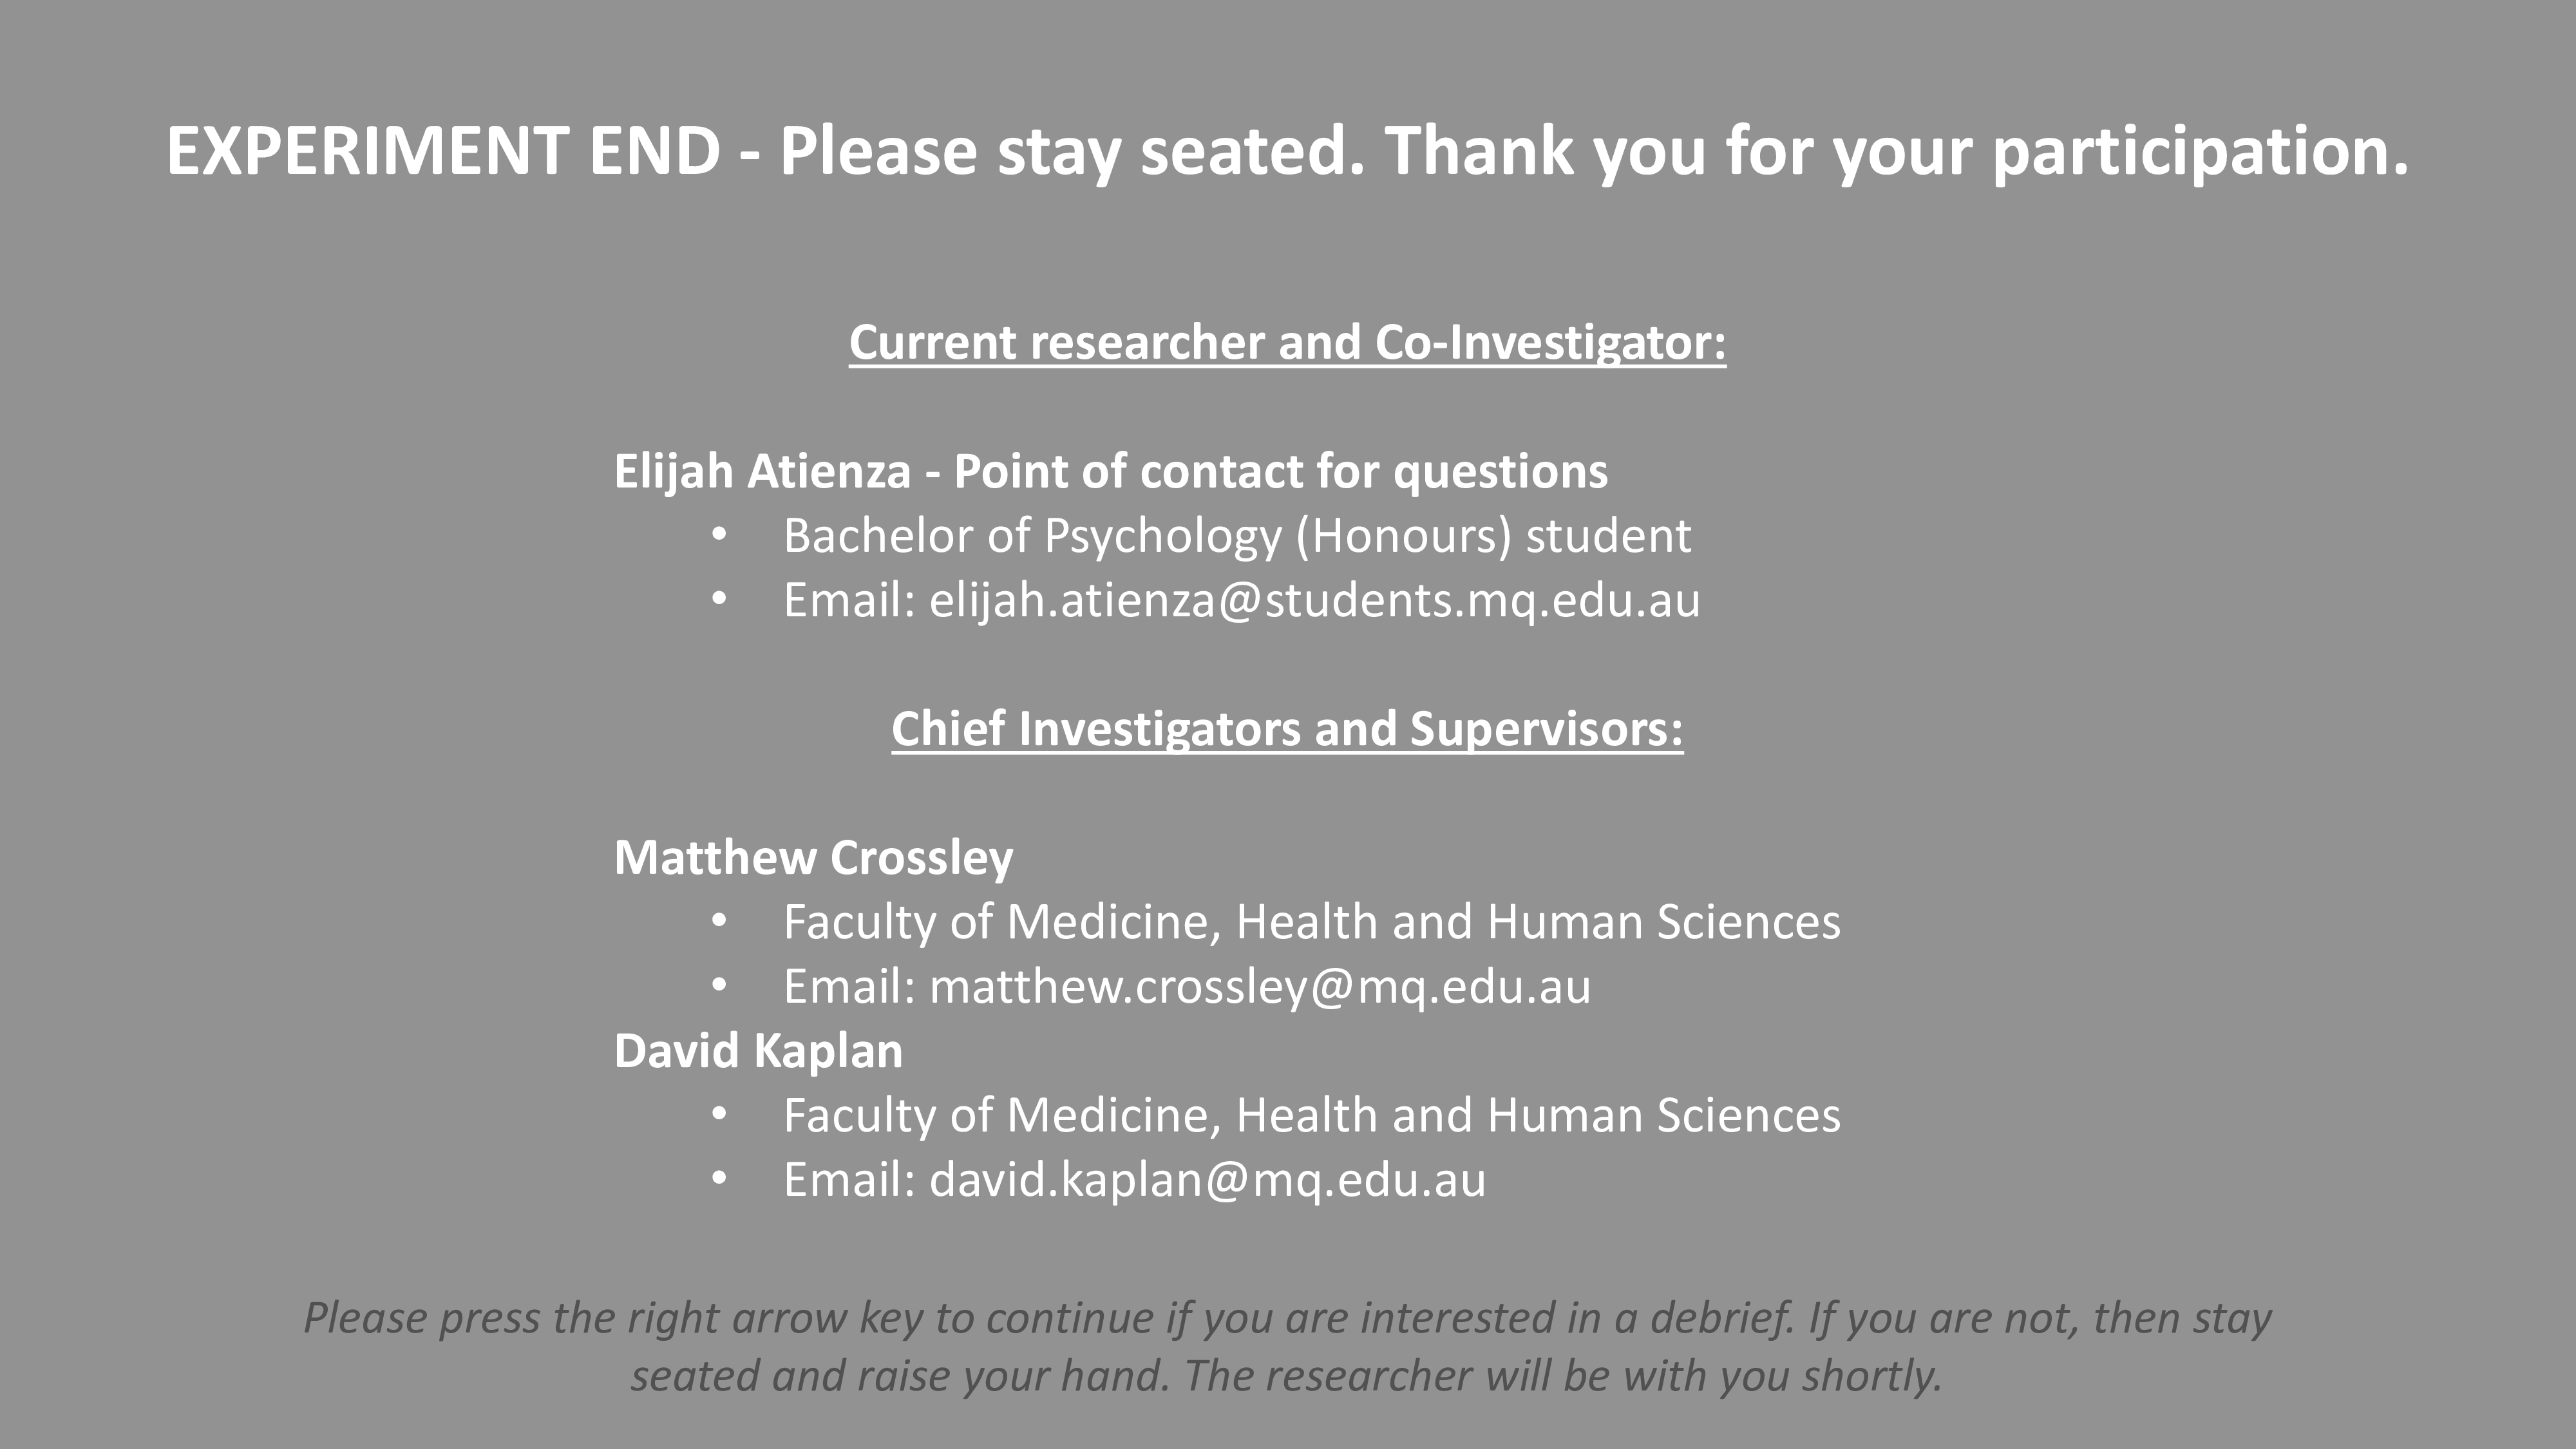 EXPERIMENT END - Please stay seated. Thank you for your participation.
Current researcher and Co-Investigator:
Elijah Atienza - Point of contact for questions
• Bachelor of Psychology (Honours) student
• Email: elijah.atienza@students.mq.edu.au
Chief Investigators and Supervisors:
Matthew Crossley
• Faculty of Medicine, Health and Human Sciences
• Email: matthew.crossley@mq.edu.au
David Kaplan
• Faculty of Medicine, Health and Human Sciences
• Email: david.kaplan@mq.edu.au
Please press the right arrow key to continue if you are interested in a debrief. If you are not, then stay
seated and raise your hand. The researcher will be with you shortly.